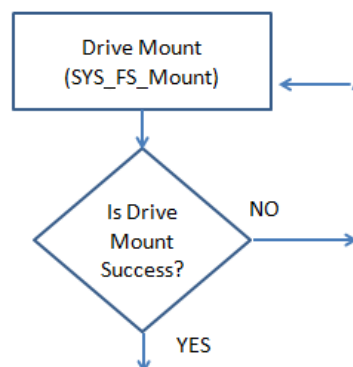 Drive Mount
(SYS_FS_Mount)
Is Drive
Mount
Success?
NO
YES